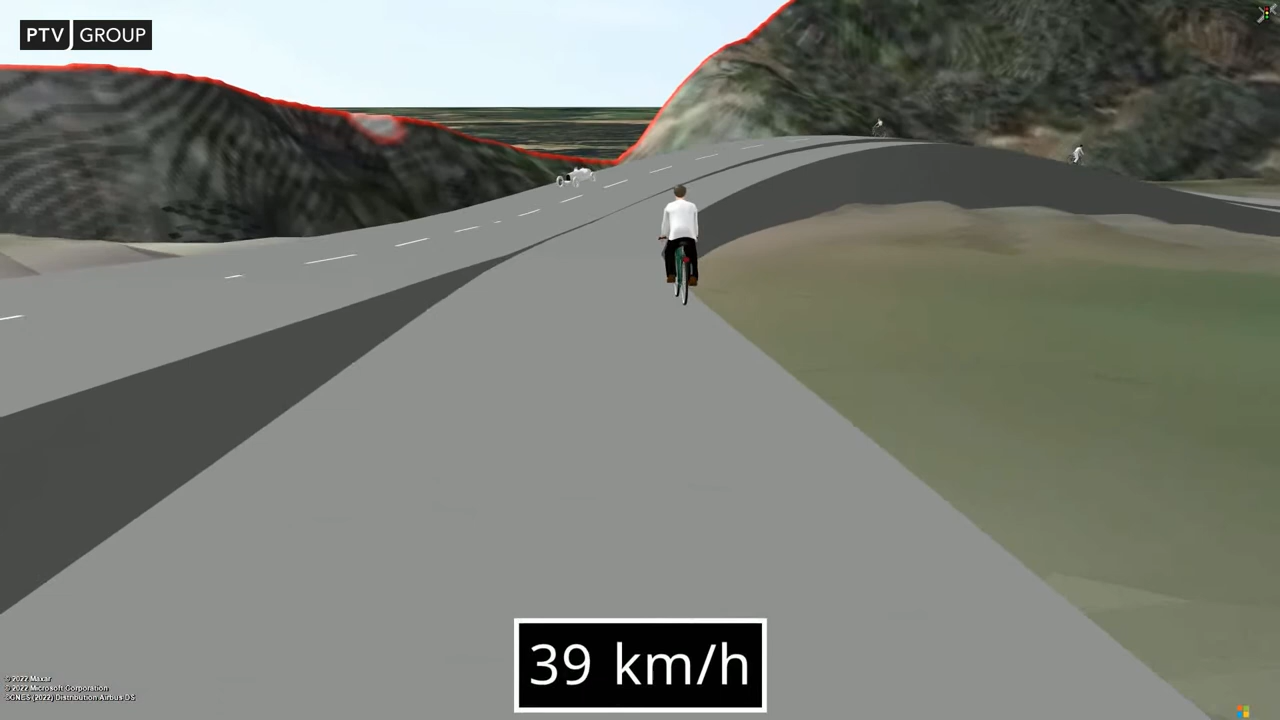 PTV GROUP
39 km/h
©2022 Maxar
©2022 Microsoft Corporation
©CNES (2022) Distribution Airbus DS